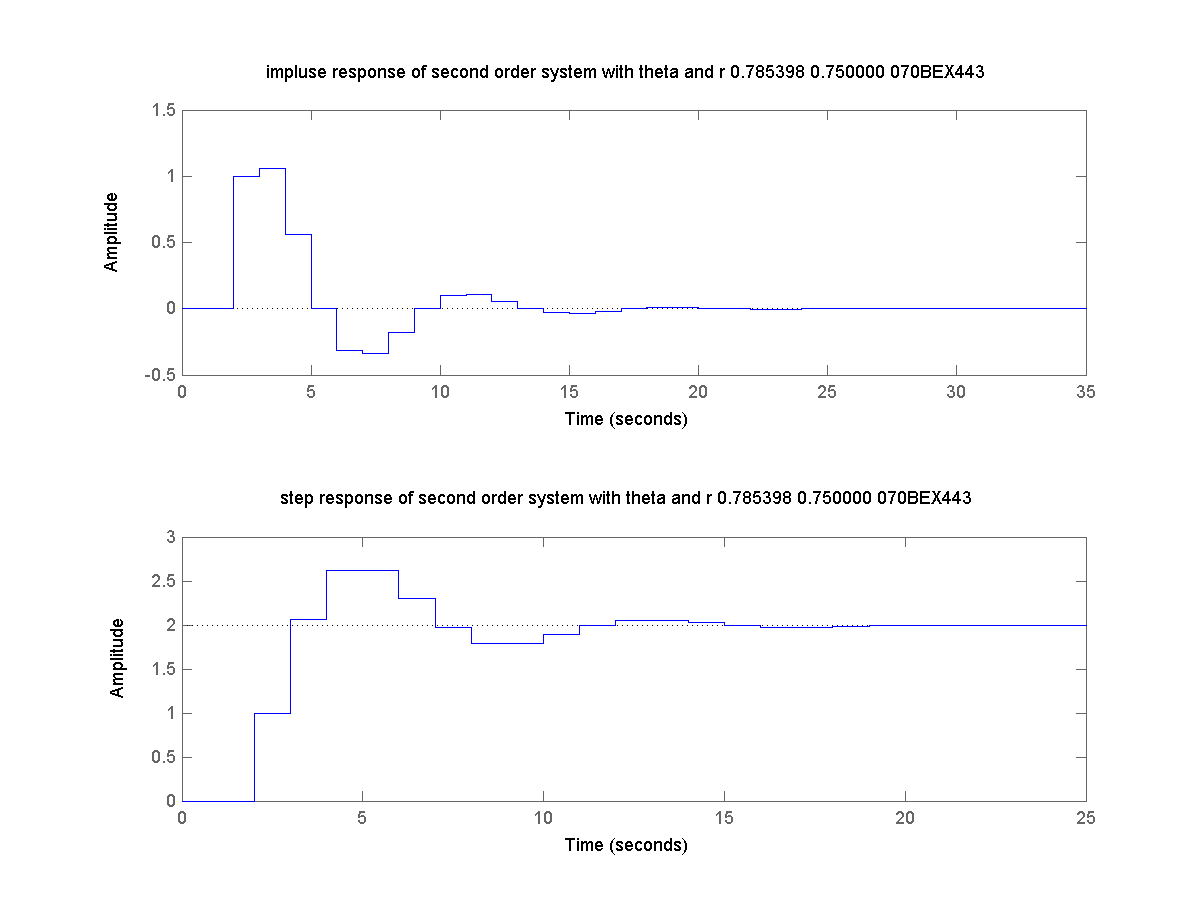 impluse response of second order system with theta and r 0.785398 0.750000 070BEX443
1.5
1
0.5
0
-0.5
Amplitude
0 5 10 15 20 25 30 35
Time (seconds)
step response of second order system with theta and r 0.785398 0.750000 070BEX443
3
2.5
2
1.5
1
0.5
0
Amplitude
0 5 10 15 20 25
Time (seconds)